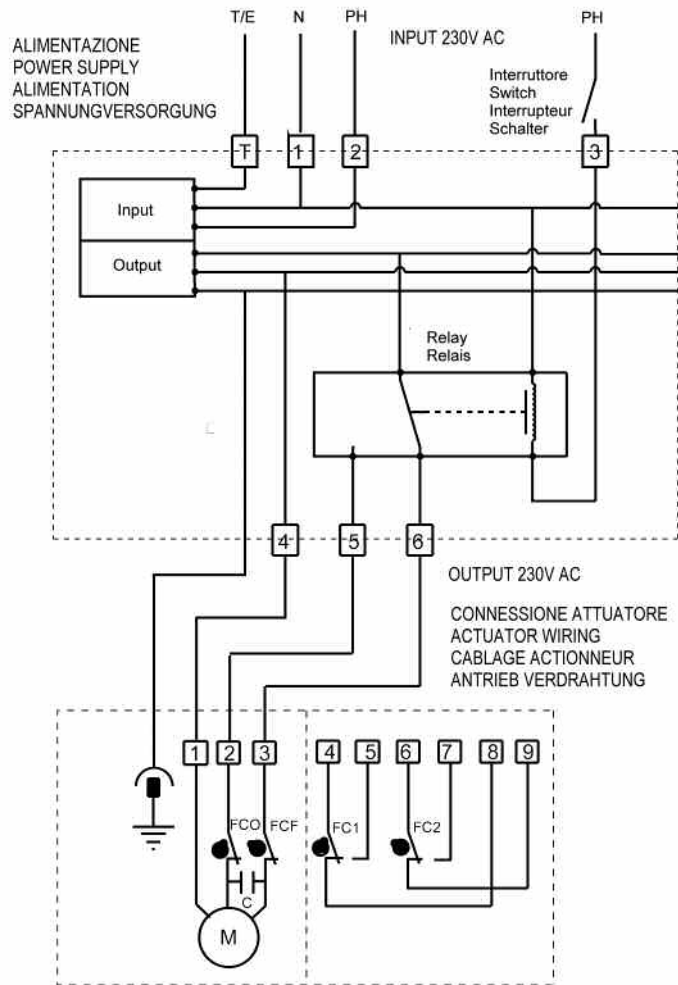 T/E N PH INPUT 230V AC PH
ALIMENTAZIONE
POWER SUPPLY
ALIMENTATION
SPANNUNGVERSORGUNG
Interruttore
Switch
Interrupteur
Schalter
T 1 2 3
Input
Output
Relay
Relais
4 5 6
OUTPUT 230V AC
CONNESSIONE ATTUATORE
ACTUATOR WIRING
CABLAGE ACTIONNEUR
ANTRIEB VERDRAHTUNG
1 2 3 4 5 6 7 8 9
FCO FCF FC1 FC2
C
M